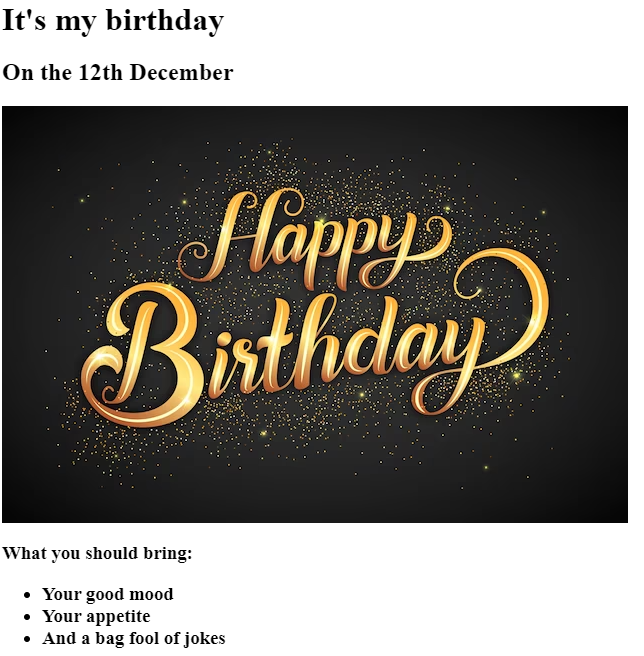 It's my birthday
On the 12th December
Happy
Birthday
What you should bring:
• Your good mood
• Your appetite
• And a bag fool of jokes